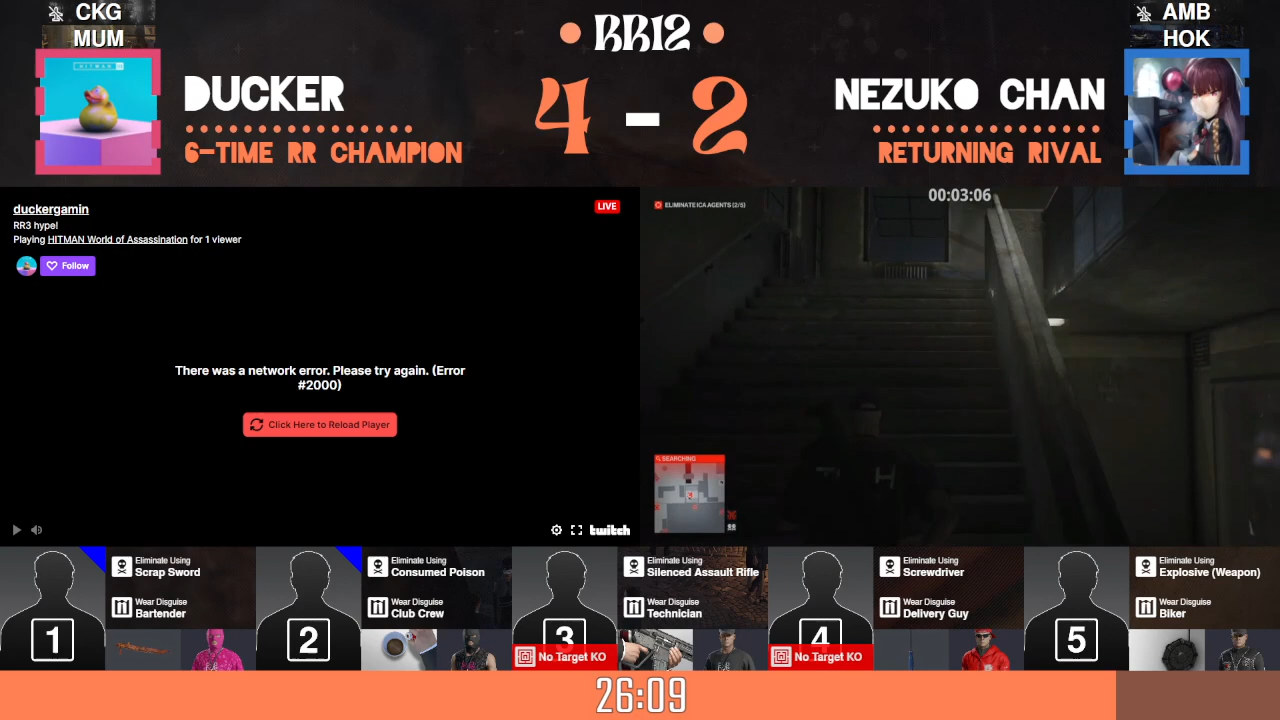 CKG
MUM
DUCKER
6-TIME RR CHAMPION
RR12
4 - 2
AMB
HOK
NEZUKO CHAN
RETURNING RIVAL
HITMAN
duckergamin
RR3 hype!
Playing HITMAN World of Assassination for 1 viewer
Follow
LIVE
There was a network error. Please try again. (Error
#2000)
Click Here to Reload Player
twitch
00:03:06
ELIMINATE ICA AGENTS (2/5)
SEARCHING
1
Eliminate Using
Scrap Sword
Wear Disguise
Bartender
2
Eliminate Using
Consumed Poison
Wear Disguise
Club Crew
3
No Target KO
Eliminate Using
Silenced Assault Rifle
Wear Disguise
Technician
4
No Target KO
Eliminate Using
Screwdriver
Wear Disguise
Delivery Guy
5
Eliminate Using
Explosive (Weapon)
Wear Disguise
Biker
26:09